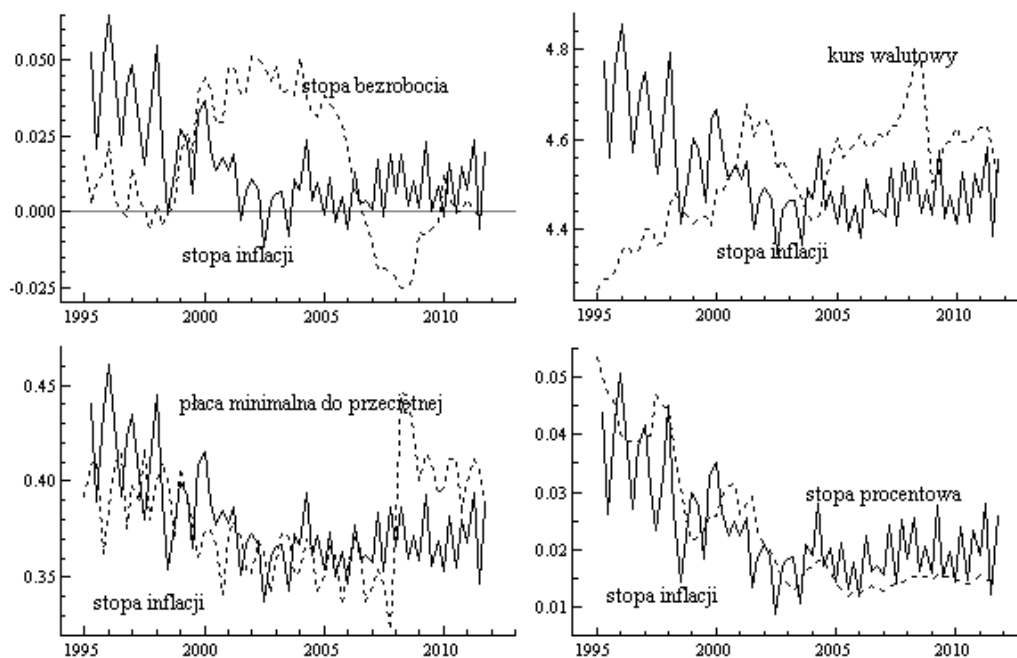 0.050
stopa bezrobocia
0.025
0.000
stopa inflacji
-0.025
1995 2000 2005 2010
4.8
kurs walutowy
4.6
4.4
stopa inflacji
1995 2000 2005 2010
0.45
płaca minimalna do przeciętnej
0.40
0.35
stopa inflacji
1995 2000 2005 2010
0.05
0.04
0.03
stopa procentowa
0.02
stopa inflacji
0.01
1995 2000 2005 2010